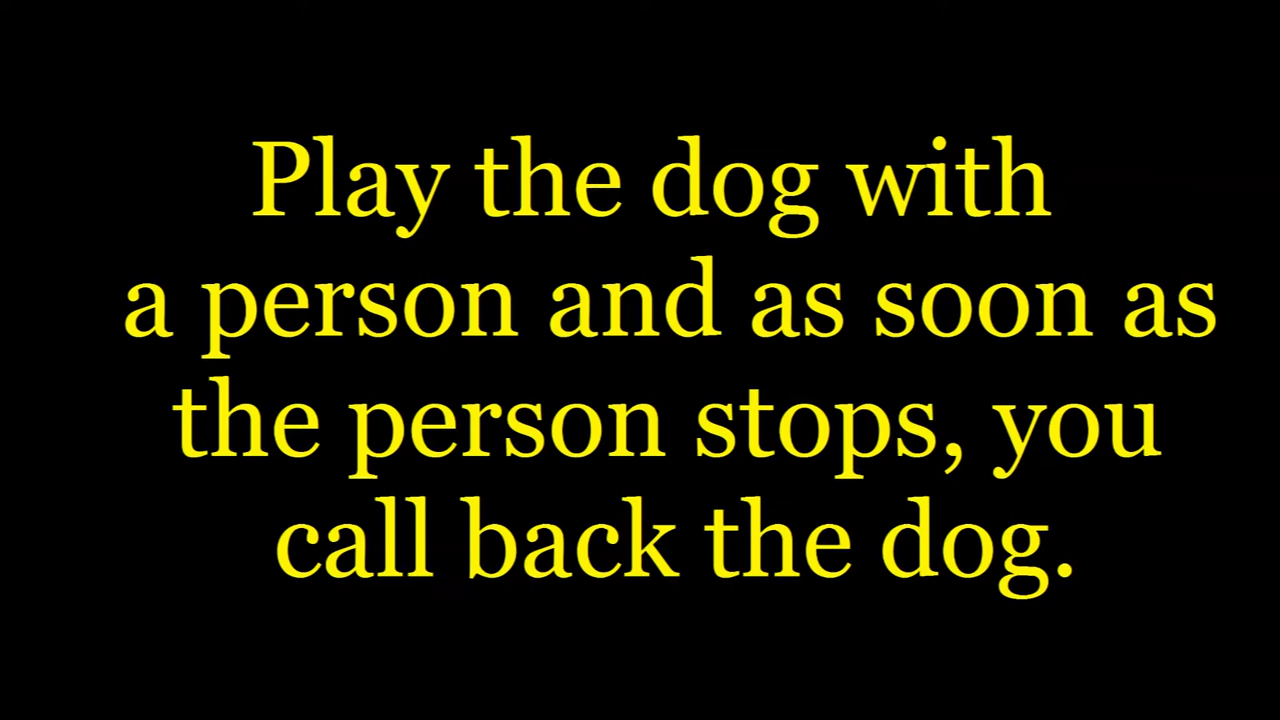 Play the dog with
a person and as soon as
the person stops, you
call back the dog.